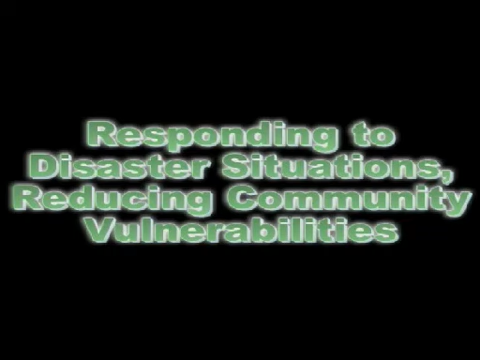 Responding to
Disaster Situations,
Reducing Community
Vulnerabilities